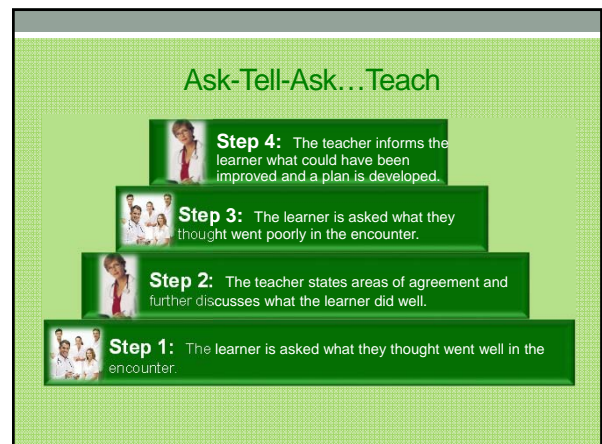 Ask-Tell-Ask…Teach
Step 4: The teacher informs the
learner what could have been
improved and a plan is developed.
Step 3: The learner is asked what they
thought went poorly in the encounter.
Step 2: The teacher states areas of agreement and
further discusses what the learner did well.
Step 1: The learner is asked what they thought went well in the
encounter.